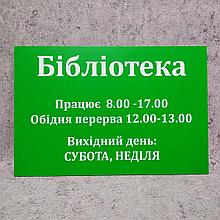 Бібліотека
Працює 8.00 -17.00
Обідня перерва 12.00-13.00
Вихідний день:
СУБОТА, НЕДІЛЯ